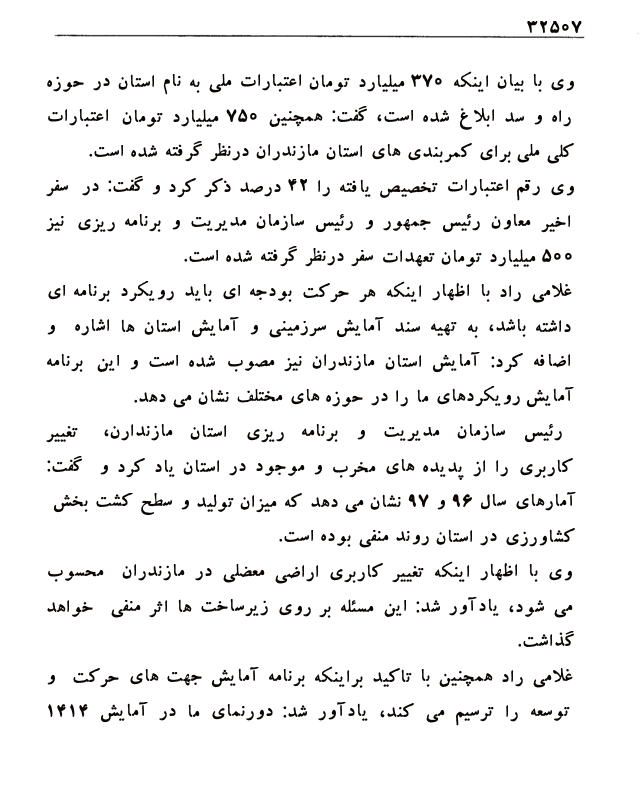 ۳۲۵۰۷
وی با بیان اینکه ۳۷۰ میلیارد تومان اعتبارات ملی به نام استان در حوزه
راه و سد ابلاغ شده است، گفت: همچنین ۷۵۰ میلیارد تومان اعتبارات
کلی ملی برای کمربندی های استان مازندران درنظر گرفته شده است.
وی رقم اعتبارات تخصیص یافته را ۴۲ درصد ذکر کرد و گفت: در سفر
اخیر معاون رئیس جمهور و رئیس سازمان مدیریت و برنامه ریزی نیز
۵۰۰ میلیارد تومان تعهدات سفر درنظر گرفته شده است.
غلامی راد با اظهار اینکه هر حرکت بودجه ای باید رویکرد برنامه ای
داشته باشد، به تهیه سند آمایش سرزمینی و آمایش استان ها اشاره و
اضافه کرد: آمایش استان مازندران نیز مصوب شده است و این برنامه
آمایش رویکردهای ما را در حوزه های مختلف نشان می دهد.
رئیس سازمان مدیریت و برنامه ریزی استان مازندارن، تغییر
کاربری را از پدیده های مخرب و موجود در استان یاد کرد و گفت:
آمارهای سال ۹۶ و ۹۷ نشان می دهد که میزان تولید و سطح کشت بخش
کشاورزی در استان روند منفی بوده است.
وی با اظهار اینکه تغییر کاربری اراضی معضلی در مازندران محسوب
می شود، یادآور شد: این مسئله بر روی زیرساخت ها اثر منفی خواهد
گذاشت.
غلامی راد همچنین با تاکید براینکه برنامه آمایش جهت های حرکت و
توسعه را ترسیم می کند، یادآور شد: دورنمای ما در آمایش ۱۴۱۴